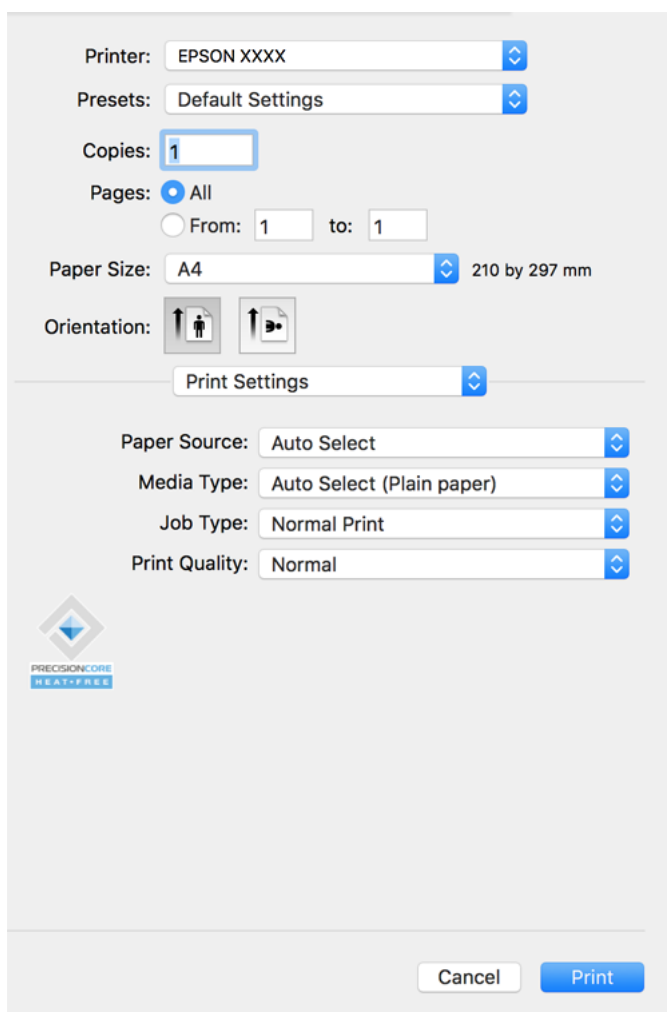 Printer: EPSON XXXX
Presets: Default Settings
Copies: 1
Pages: All
From: 1 to: 1
Paper Size: A4 210 by 297 mm
Orientation:
Print Settings
Paper Source: Auto Select
Media Type: Auto Select (Plain paper)
Job Type: Normal Print
Print Quality: Normal
PRECISIONCORE
HEAT•FREE
Cancel Print